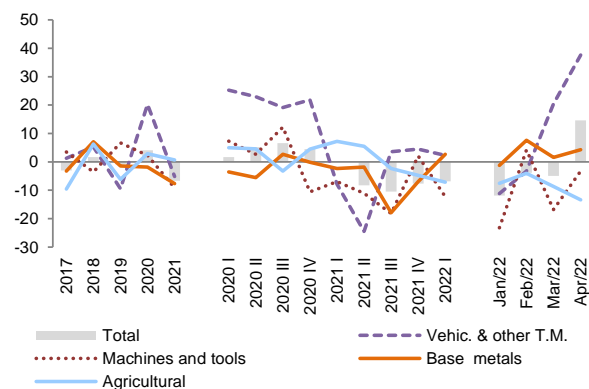 50
40
30
20
10
0
-10
-20
-30
2017
2018
2019
2020
2021
2020 I
2020 II
2020 III
2020 IV
2021 I
2021 II
2021 III
2021 IV
2022 I
Jan/22
Feb/22
Mar/22
Apr/22
Total
Vehic. & other T.M.
Machines and tools
Base metals
Agricultural